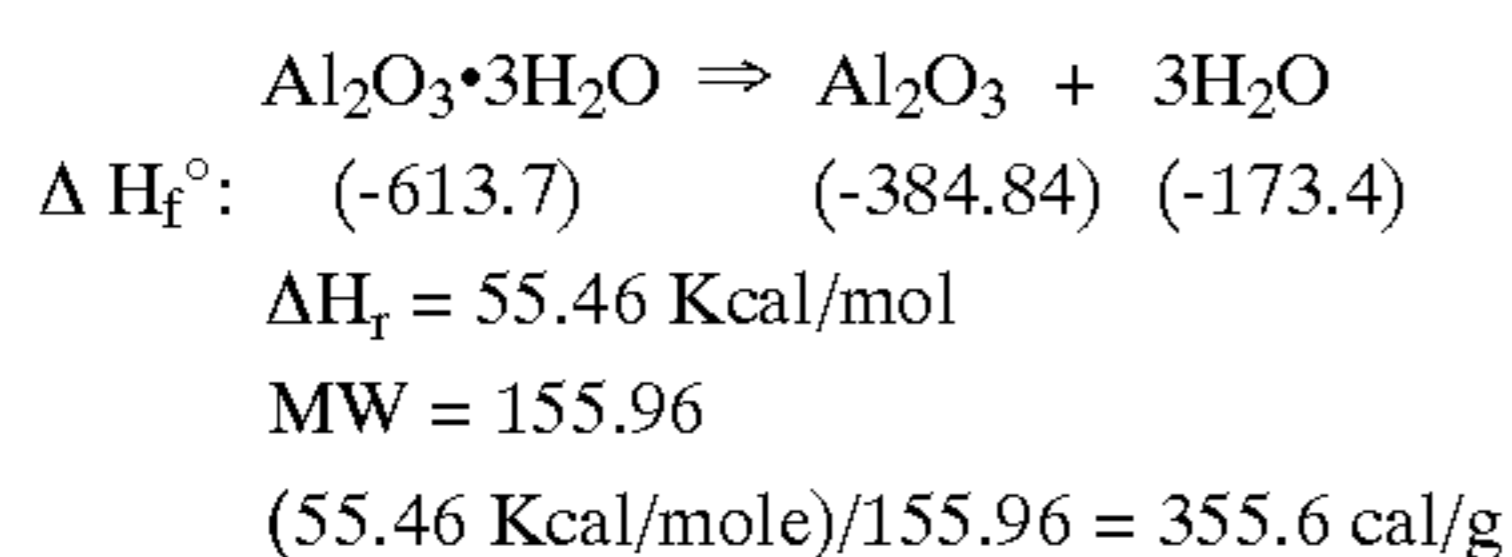 Al₂O₃•3H₂O ⇒ Al₂O₃ + 3H₂O
Δ H_f°: (-613.7) (-384.84) (-173.4)
ΔHᵣ = 55.46 Kcal/mol
MW = 155.96
(55.46 Kcal/mole)/155.96 = 355.6 cal/g